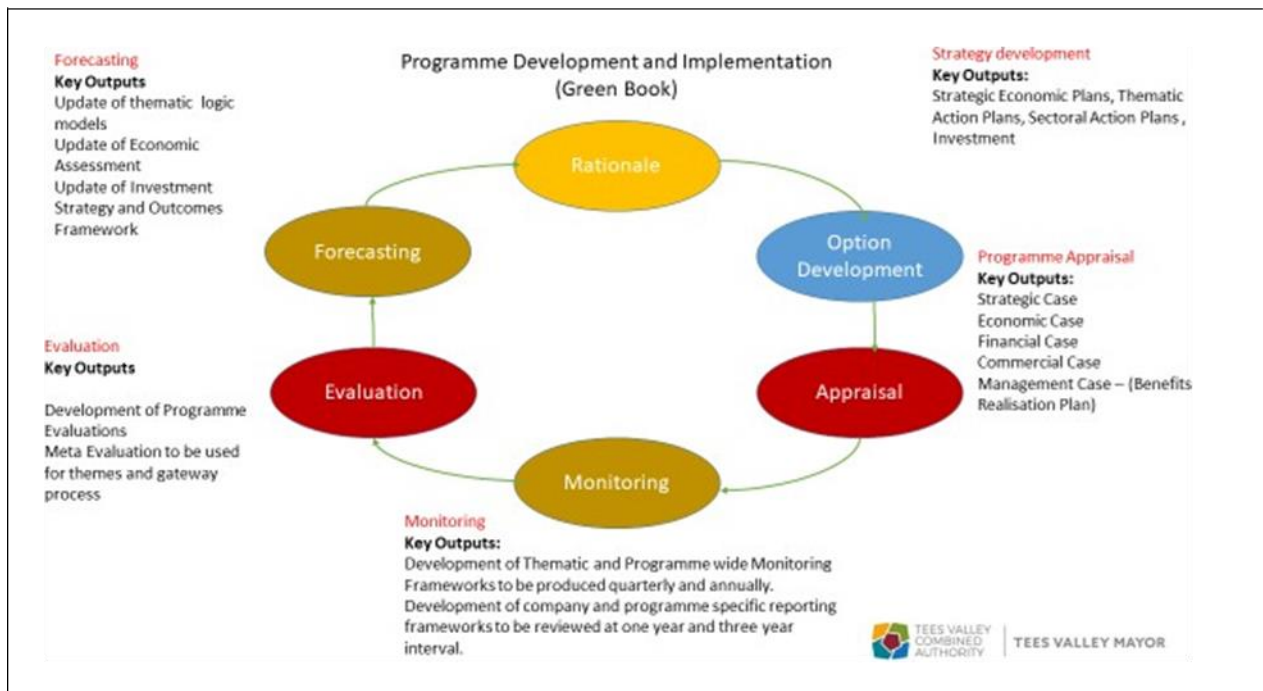 Programme Development and Implementation
(Green Book)
Forecasting
Key Outputs
Update of thematic logic
models
Update of Economic
Assessment
Update of Investment
Strategy and Outcomes
Framework
Strategy development
Key Outputs:
Strategic Economic Plans, Thematic
Action Plans, Sectoral Action Plans ,
Investment
Rationale
Forecasting
Option
Development
Programme Appraisal
Key Outputs:
Strategic Case
Economic Case
Financial Case
Commercial Case
Management Case – (Benefits
Realisation Plan)
Evaluation
Key Outputs
Development of Programme
Evaluations
Meta Evaluation to be used
for themes and gateway
process
Evaluation
Appraisal
Monitoring
Monitoring
Key Outputs:
Development of Thematic and Programme wide Monitoring
Frameworks to be produced quarterly and annually.
Development of company and programme specific reporting
frameworks to be reviewed at one year and three year
interval.
TEES VALLEY
COMBINED
AUTHORITY
TEES VALLEY MAYOR